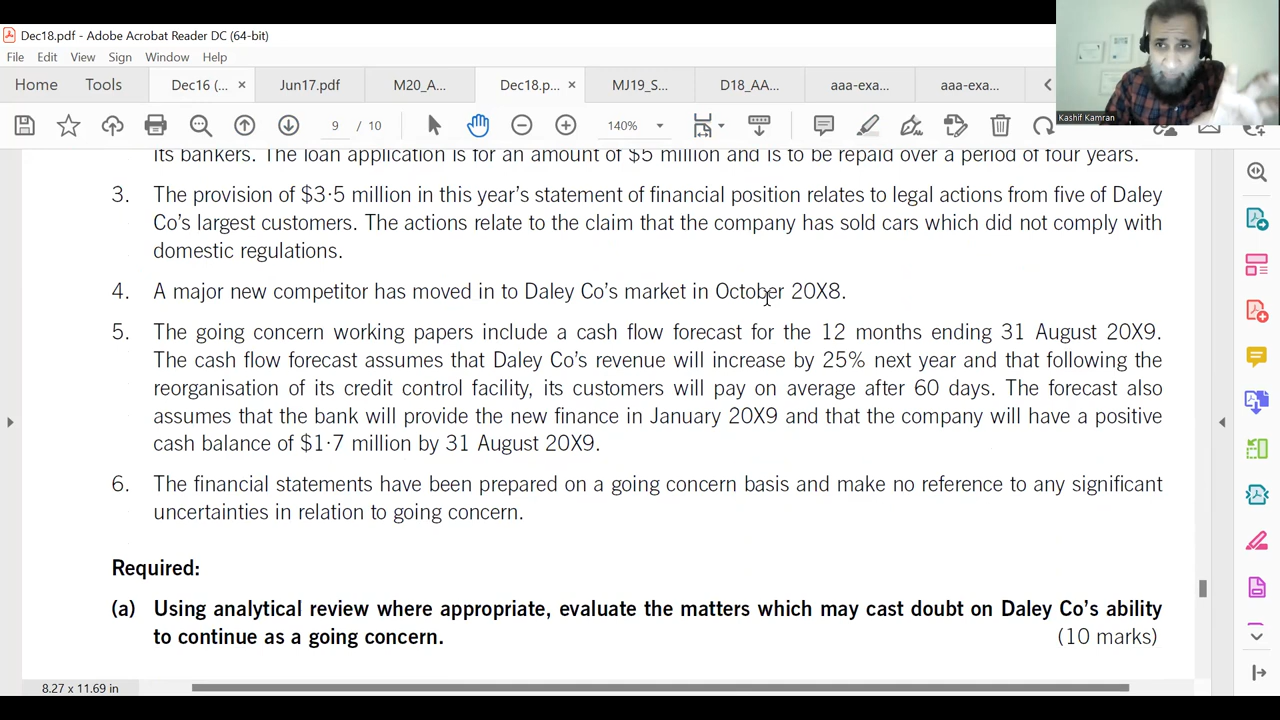 Dec18.pdf - Adobe Acrobat Reader DC (64-bit)
File Edit View Sign Window Help
Home Tools Dec16 (... × Jun17.pdf M20_A... Dec18.p... × MJ19_S... D18_AA... aaa-exa... aaa-exa...
9 / 10 140%
Kashif Kamran
its bankers. The loan application is for an amount of $5 million and is to be repaid over a period of four years.
3. The provision of $3·5 million in this year's statement of financial position relates to legal actions from five of Daley
Co's largest customers. The actions relate to the claim that the company has sold cars which did not comply with
domestic regulations.
4. A major new competitor has moved in to Daley Co's market in October 20X8.
5. The going concern working papers include a cash flow forecast for the 12 months ending 31 August 20X9.
The cash flow forecast assumes that Daley Co's revenue will increase by 25% next year and that following the
reorganisation of its credit control facility, its customers will pay on average after 60 days. The forecast also
assumes that the bank will provide the new finance in January 20X9 and that the company will have a positive
cash balance of $1·7 million by 31 August 20X9.
6. The financial statements have been prepared on a going concern basis and make no reference to any significant
uncertainties in relation to going concern.
Required:
(a) Using analytical review where appropriate, evaluate the matters which may cast doubt on Daley Co's ability
to continue as a going concern. (10 marks)
8.27 x 11.69 in